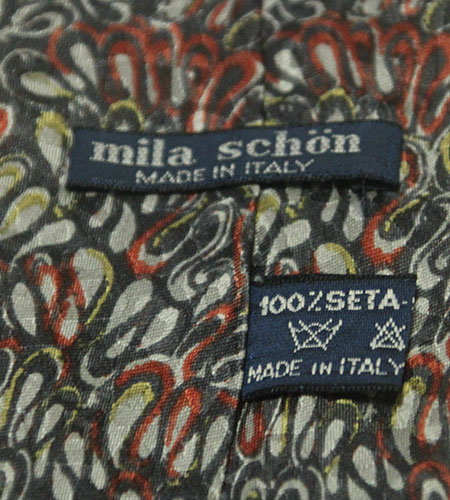 mila schön
MADE IN ITALY
100% SETA
MADE IN ITALY